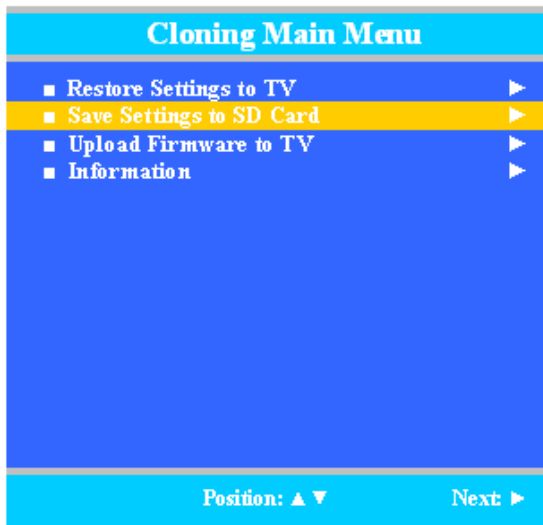 Cloning Main Menu
■ Restore Settings to TV ▶
■ Save Settings to SD Card ▶
■ Upload Firmware to TV ▶
■ Information ▶
Position: ▲ ▼ Next: ▶